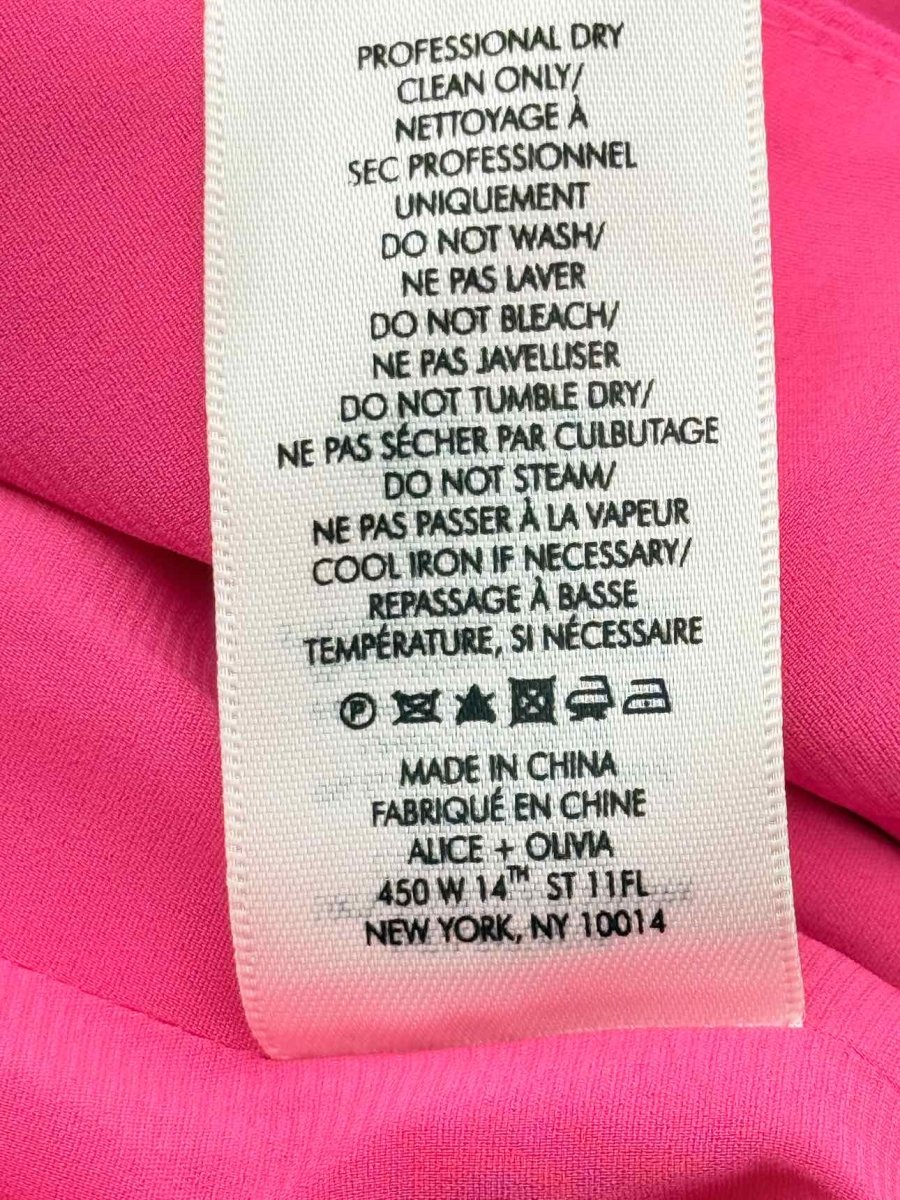 PROFESSIONAL DRY
CLEAN ONLY/
NETTOYAGE À
SEC PROFESSIONNEL
UNIQUEMENT
DO NOT WASH/
NE PAS LAVER
DO NOT BLEACH/
NE PAS JAVELLISER
DO NOT TUMBLE DRY/
NE PAS SÉCHER PAR CULBUTAGE
DO NOT STEAM/
NE PAS PASSER À LA VAPEUR
COOL IRON IF NECESSARY/
REPASSAGE À BASSE
TEMPÉRATURE, SI NÉCESSAIRE
P
MADE IN CHINA
FABRIQUÉ EN CHINE
ALICE + OLIVIA
450 W 14TH ST 11FL
NEW YORK, NY 10014